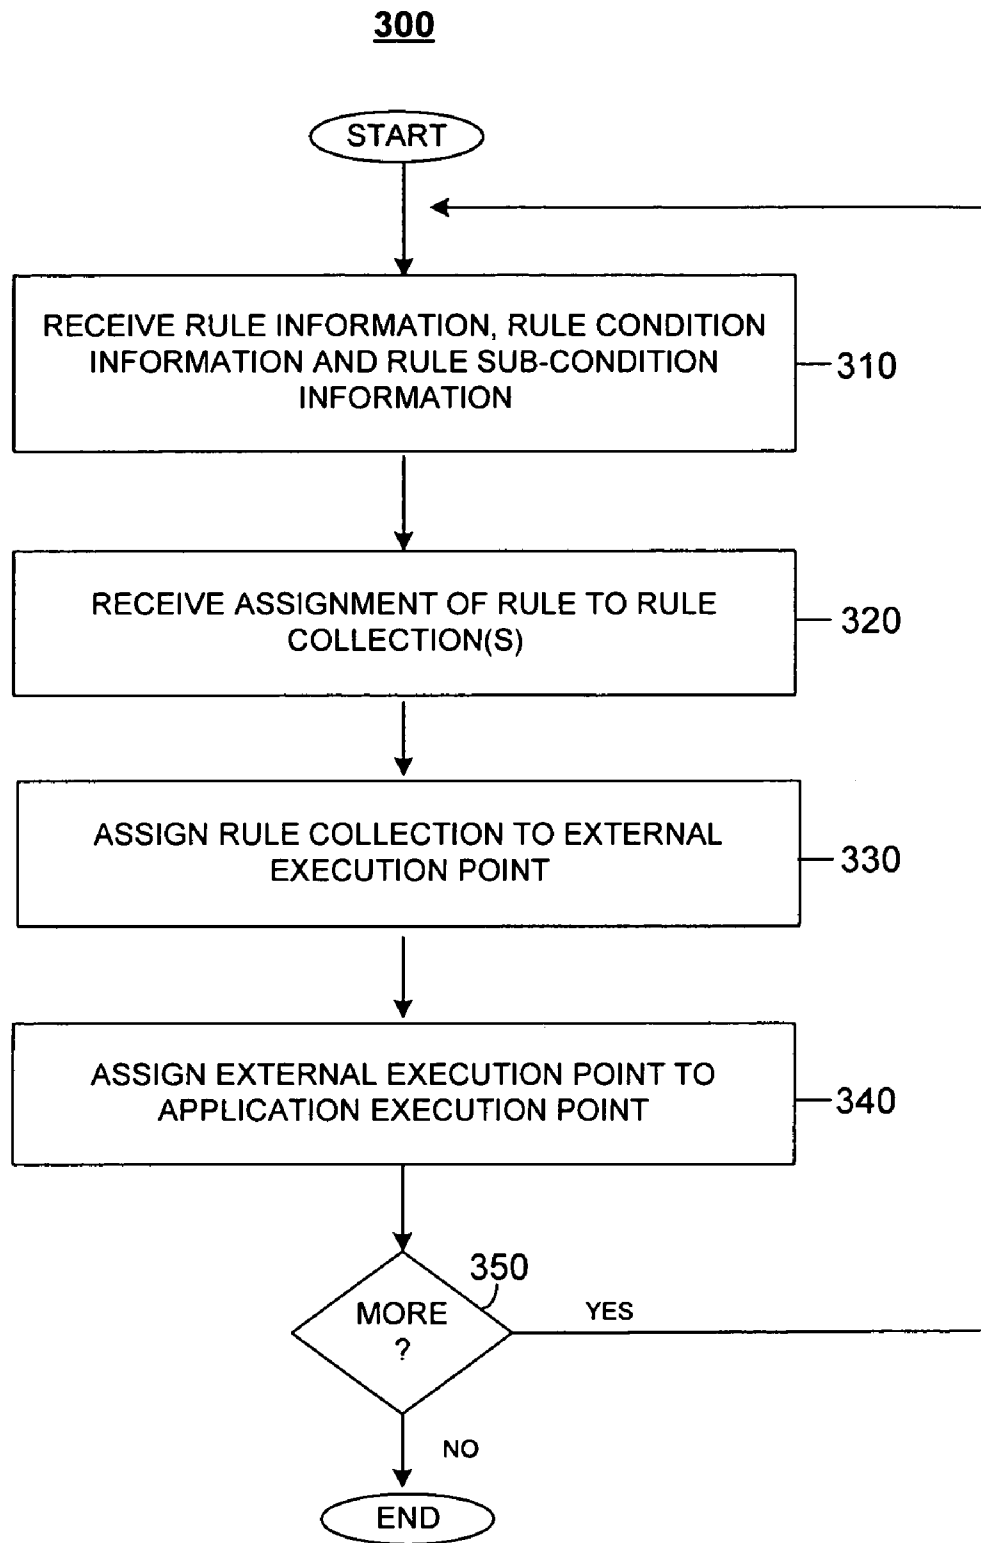 300
START
RECEIVE RULE INFORMATION, RULE CONDITION
INFORMATION AND RULE SUB-CONDITION
INFORMATION
310
RECEIVE ASSIGNMENT OF RULE TO RULE
COLLECTION(S)
320
ASSIGN RULE COLLECTION TO EXTERNAL
EXECUTION POINT
330
ASSIGN EXTERNAL EXECUTION POINT TO
APPLICATION EXECUTION POINT
340
350
MORE
?
YES
NO
END